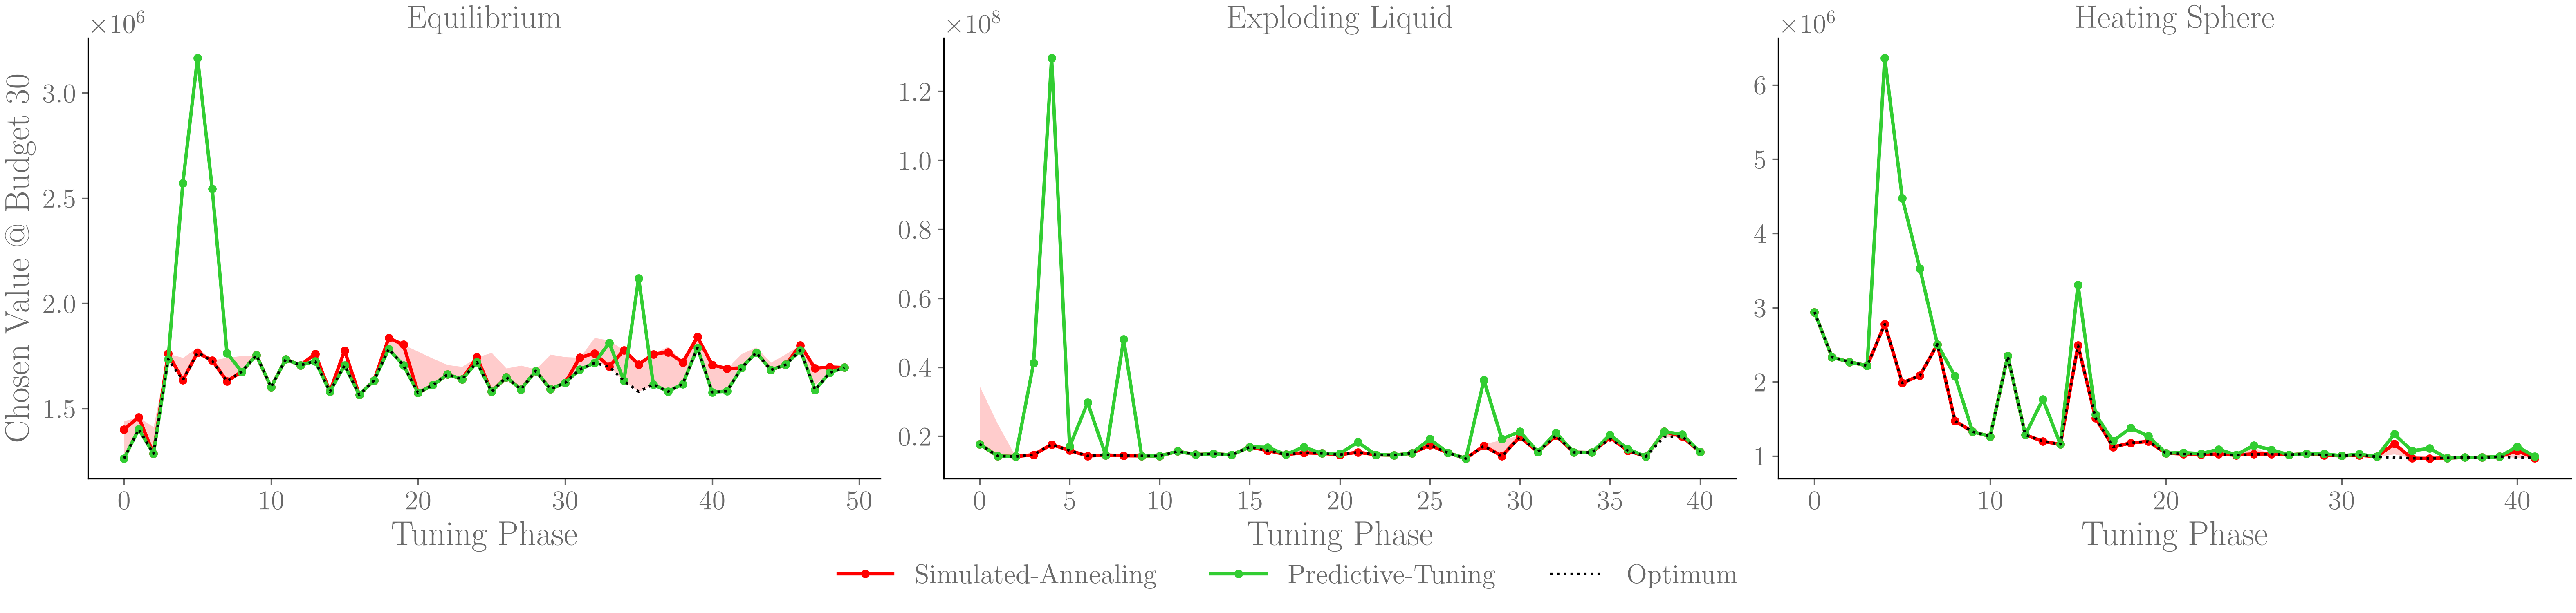 Equilibrium
×10⁶
Chosen Value @ Budget 30
3.0
2.5
2.0
1.5
0 10 20 30 40 50
Tuning Phase
Exploding Liquid
×10⁸
1.2
1.0
0.8
0.6
0.4
0.2
0 5 10 15 20 25 30 35 40
Tuning Phase
Heating Sphere
×10⁶
6
5
4
3
2
1
0 10 20 30 40
Tuning Phase
Simulated-Annealing Predictive-Tuning Optimum